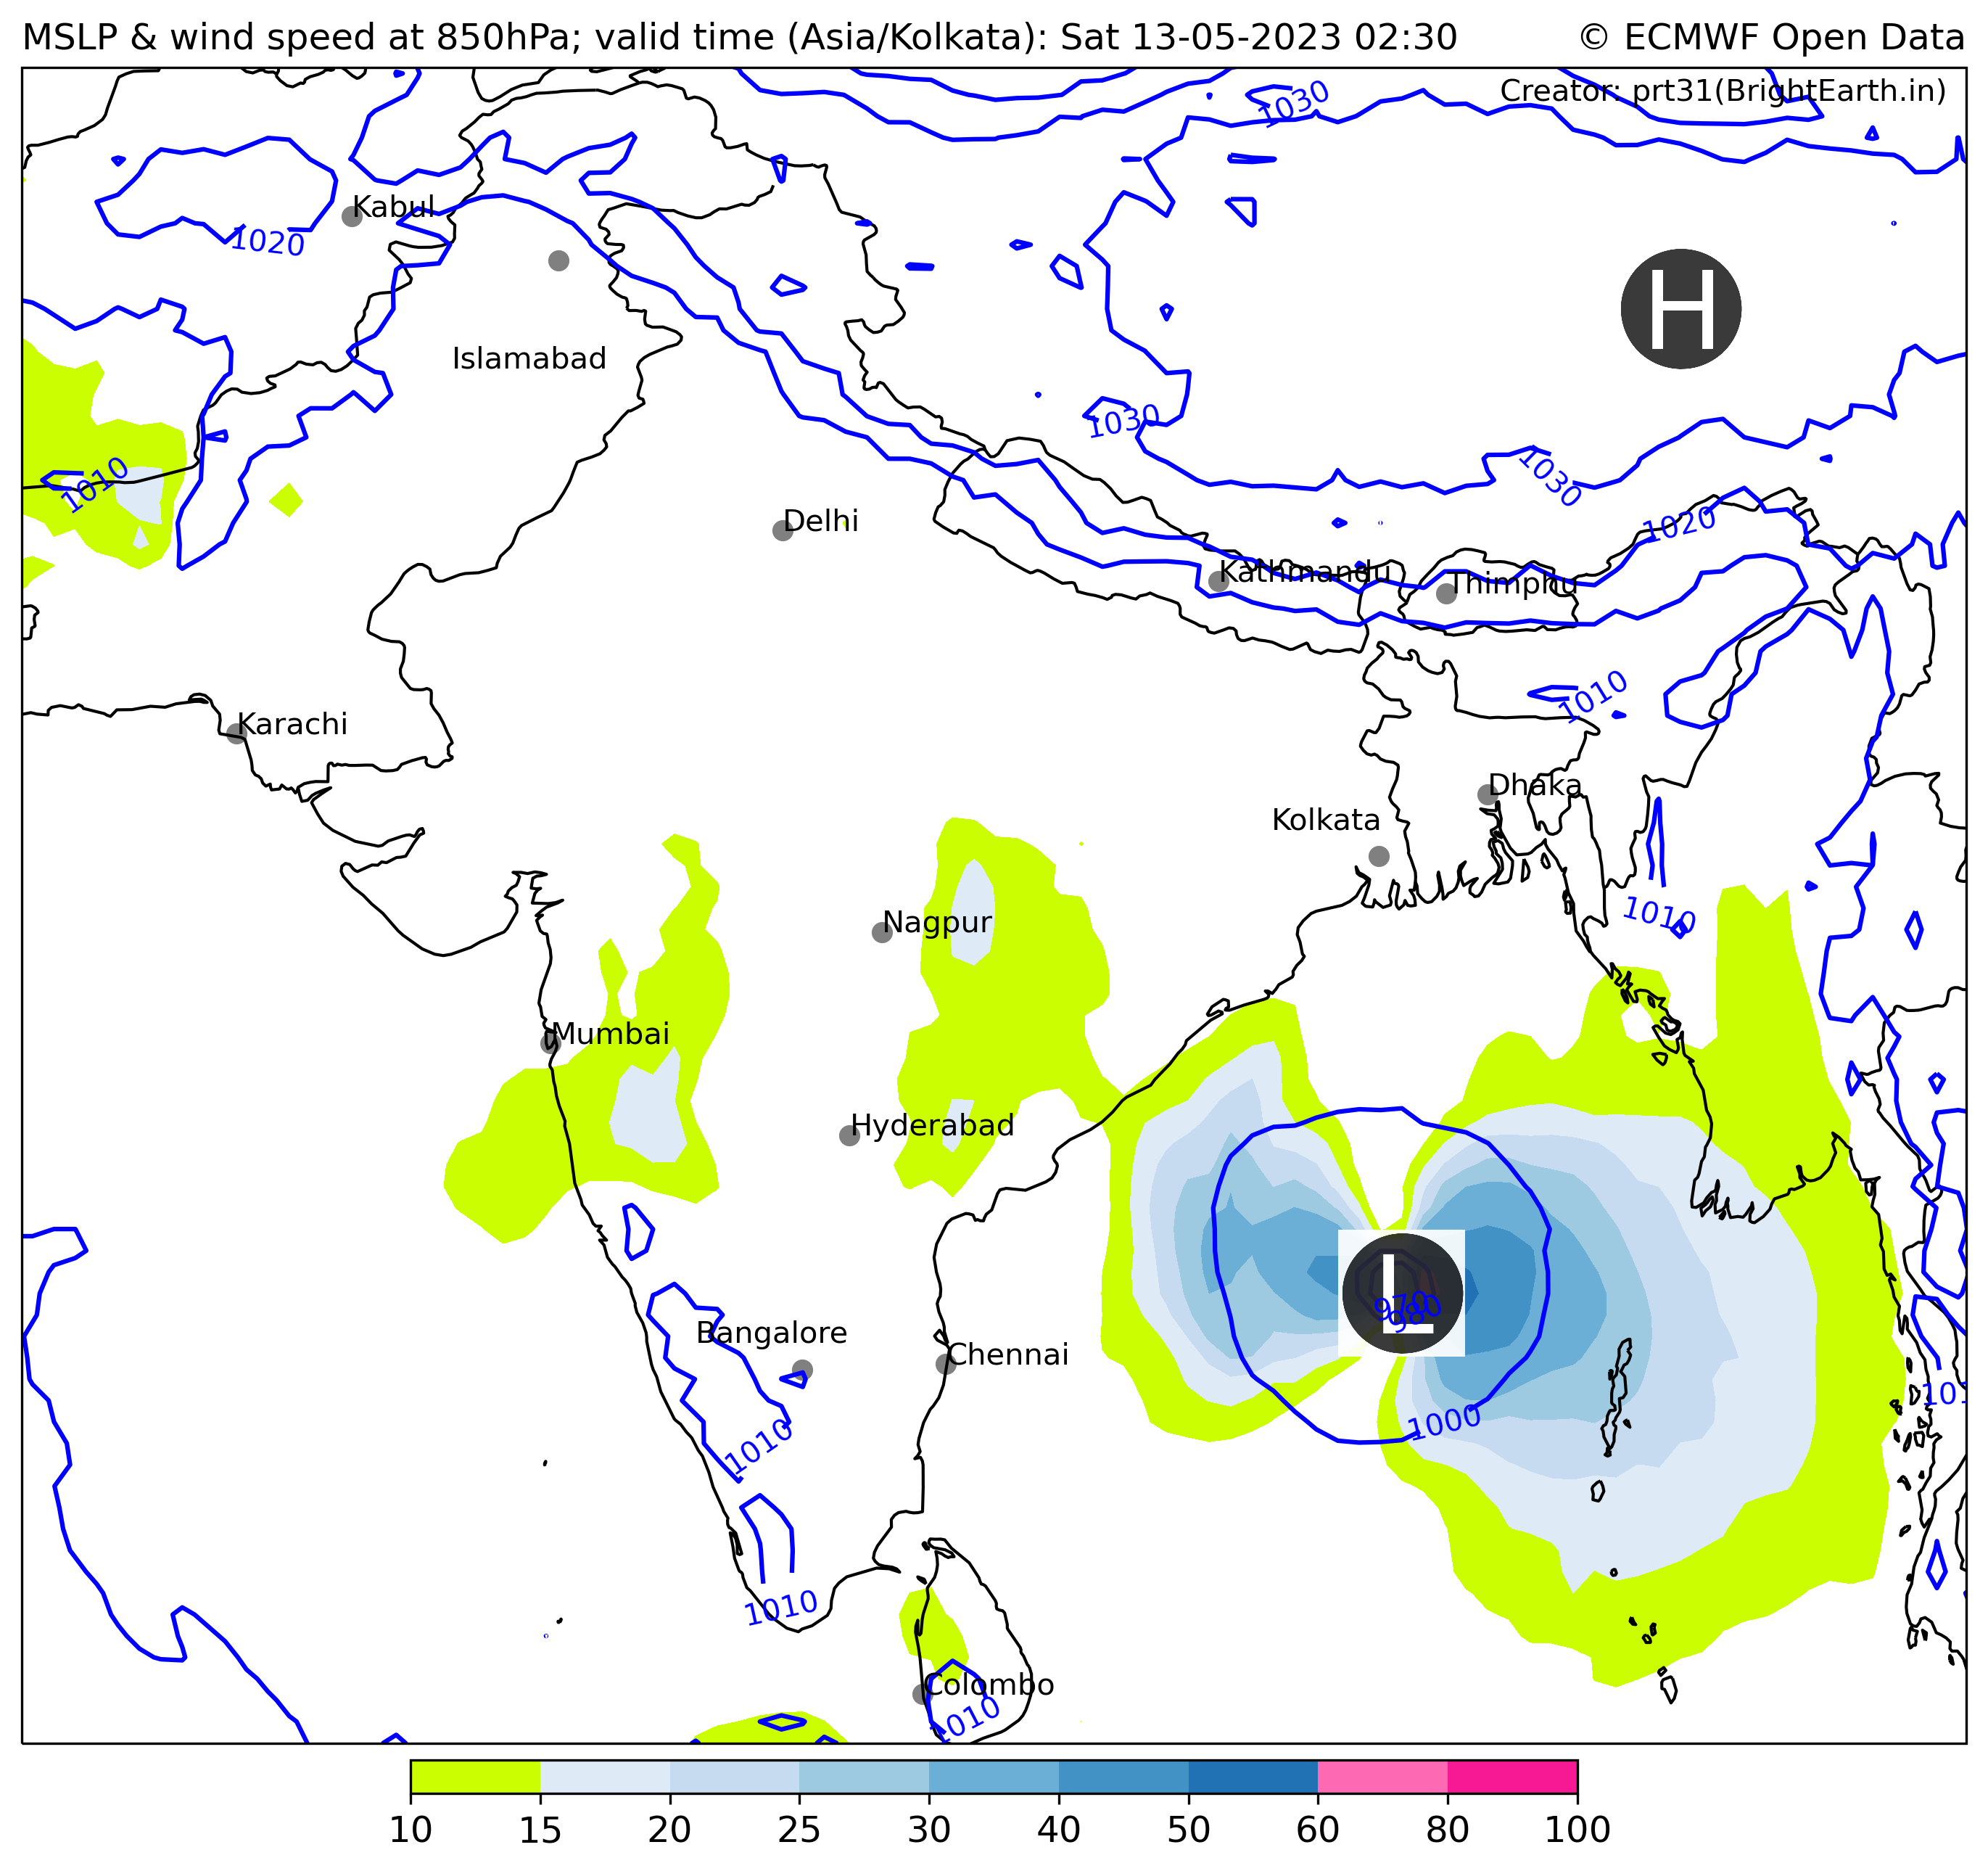 MSLP & wind speed at 850hPa; valid time (Asia/Kolkata): Sat 13-05-2023 02:30
© ECMWF Open Data
Creator: prt31(BrightEarth.in)
1030
Kabul
1020
H
Islamabad
1030
1030
1010
Delhi
1020
Kathmandu
Thimphu
1010
Karachi
Dhaka
Kolkata
Nagpur
1010
Mumbai
Hyderabad
L
970
980
Bangalore
Chennai
1000
1010
1010
Colombo
1010
10 15 20 25 30 40 50 60 80 100